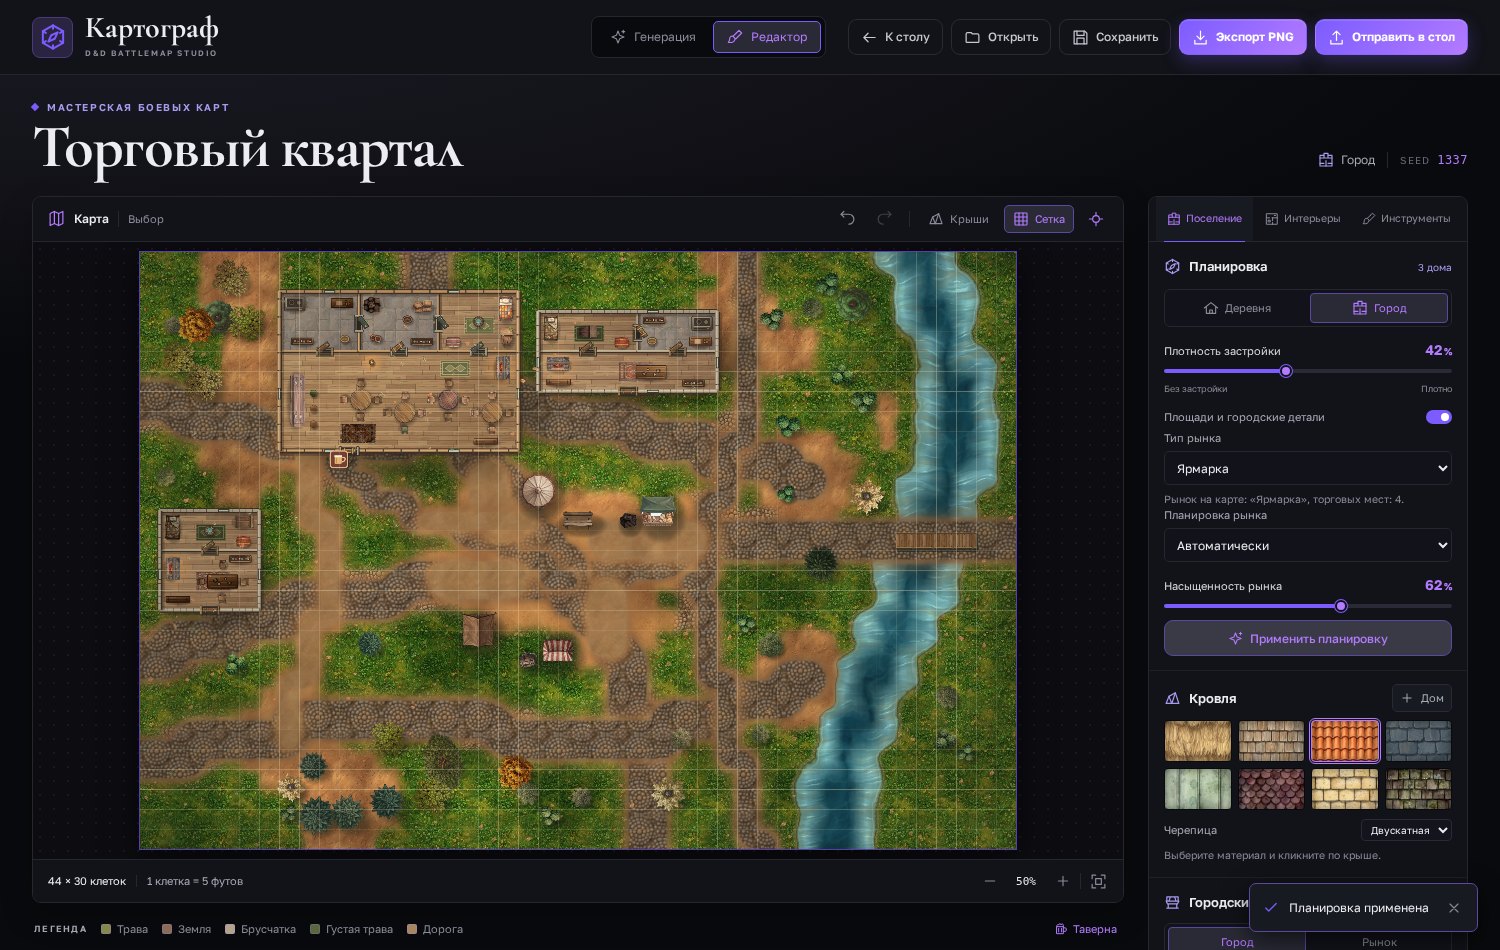 Картограф
D&D BATTLEMAP STUDIO
Генерация
Редактор
К столу
Открыть
Сохранить
Экспорт PNG
Отправить в стол
МАСТЕРСКАЯ БОЕВЫХ КАРТ
Торговый квартал
Город
SEED 1337
Карта
Выбор
Крыши
Сетка
Поселение
Интерьеры
Инструменты
Планировка
3 дома
Деревня
Город
Плотность застройки
42%
Без застройки
Плотно
Площади и городские детали
Тип рынка
Ярмарка
Рынок на карте: «Ярмарка», торговых мест: 4.
Планировка рынка
Автоматически
Насыщенность рынка
62%
Применить планировку
Кровля
Дом
Черепица
Двускатная
Выберите материал и кликните по крыше.
Городски
Город
Рынок
Планировка применена
44 × 30 клеток
1 клетка = 5 футов
50%
ЛЕГЕНДА
Трава
Земля
Брусчатка
Густая трава
Дорога
Таверна